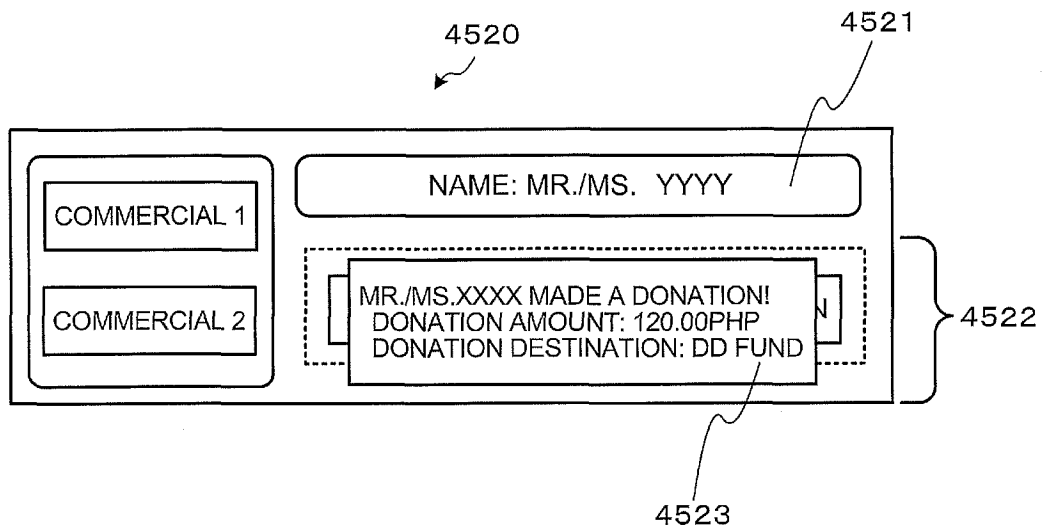 4520
4521
NAME: MR./MS. YYYY
COMMERCIAL 1
COMMERCIAL 2
MR./MS.XXXX MADE A DONATION!
DONATION AMOUNT: 120.00PHP
DONATION DESTINATION: DD FUND
N
4522
4523